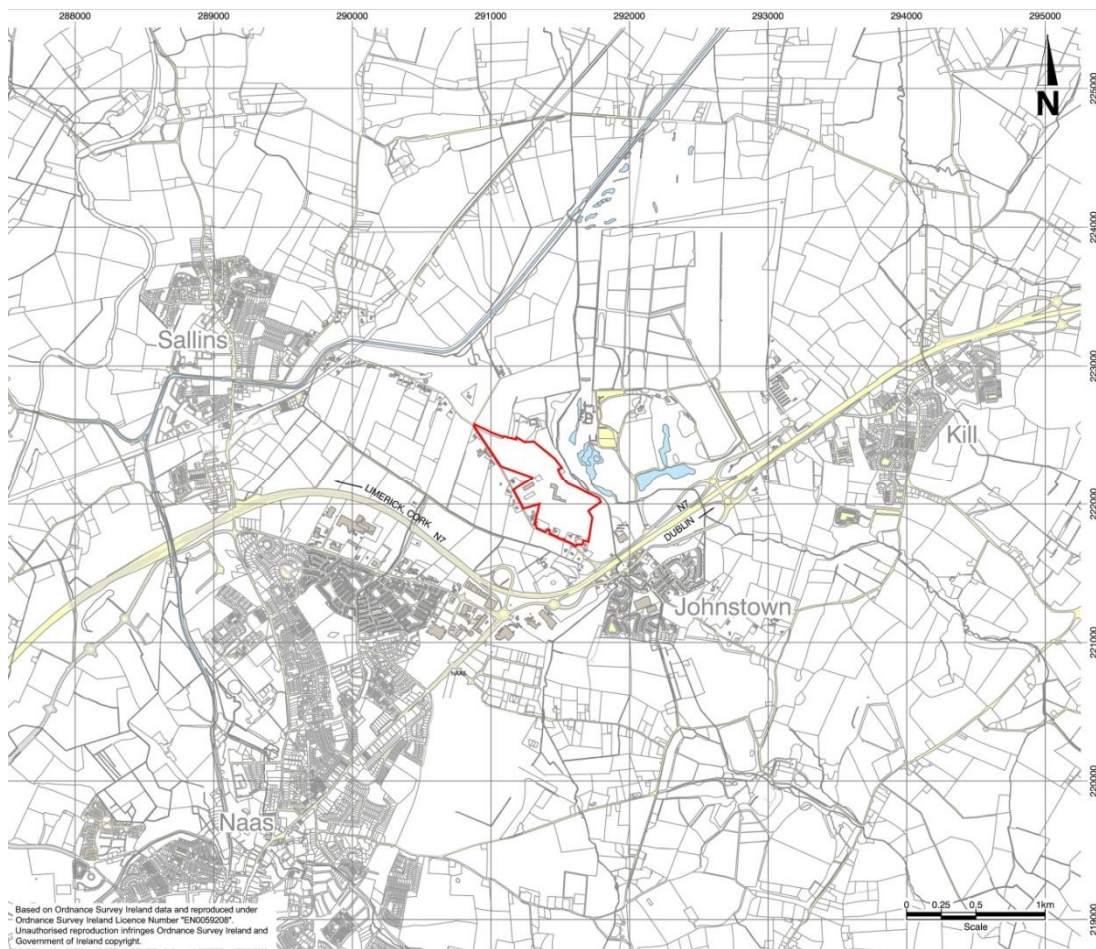 288000 289000 290000 291000 292000 293000 294000 295000
N
225000
224000
Sallins
223000
Kill
LIMERICK, CORK N7
N7
DUBLIN
222000
Johnstown
221000
NAAS
220000
Naas
Based on Ordnance Survey Ireland data and reproduced under
Ordnance Survey Ireland Licence Number "EN0059208".
Unauthorised reproduction infringes Ordnance Survey Ireland and
Government of Ireland copyright.
0 0.25 0.5 1km
Scale
219000